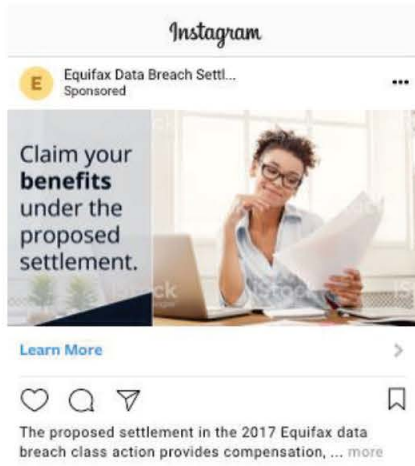 Instagram
E
Equifax Data Breach Settl...
Sponsored
Claim your
benefits
under the
proposed
settlement.
iStock
Learn More
The proposed settlement in the 2017 Equifax data
breach class action provides compensation, ... more